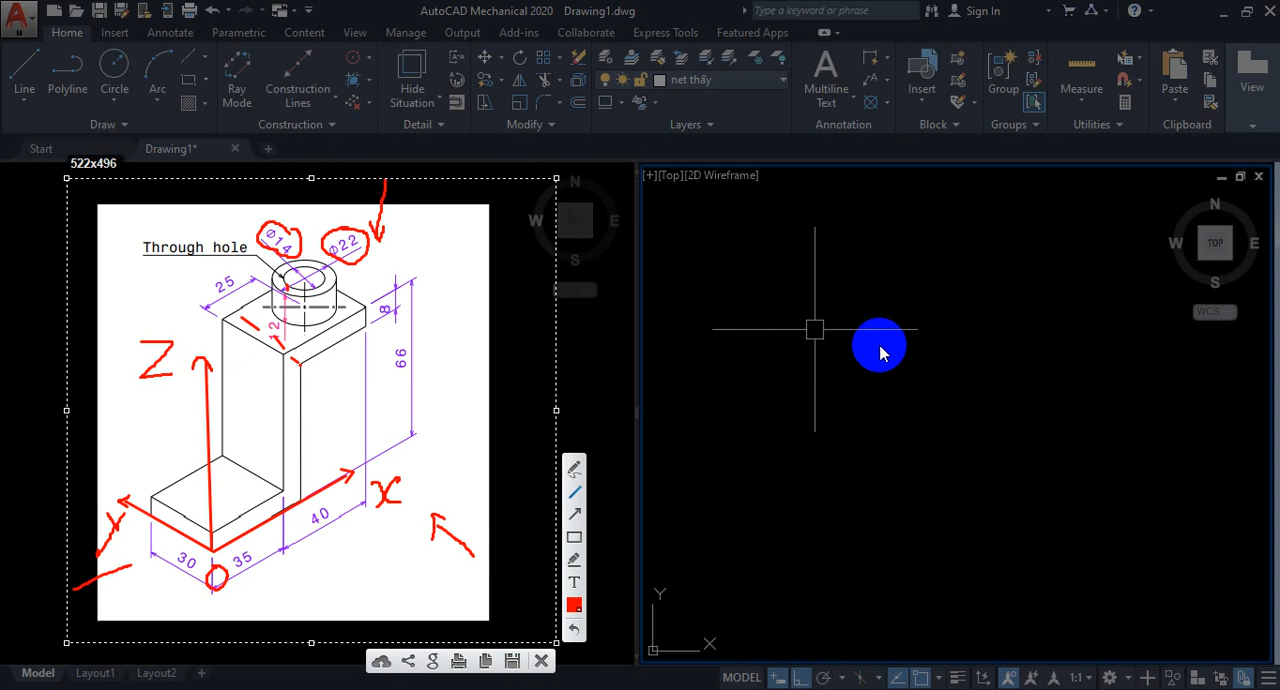 AutoCAD Mechanical 2020 Drawing1.dwg
Type a keyword or phrase
Sign In
Home Insert Annotate Parametric Content View Manage Output Add-ins Collaborate Express Tools Featured Apps
Line Polyline Circle Arc
Ray Mode
Construction Lines
Hide Situation
net thấy
Multiline Text
Insert
Group
Measure
Paste
View
Draw Construction Detail Modify Layers Annotation Block Groups Utilities Clipboard
Start Drawing1*
522x496
[+][Top][2D Wireframe]
N
W TOP E
S
WCS
N
W E
S
Through hole
Φ14
Φ22
25
8
12
66
Z
X
Y
40
30
35
O
Y
X
T
g
Model Layout1 Layout2
MODEL
1:1
A
M